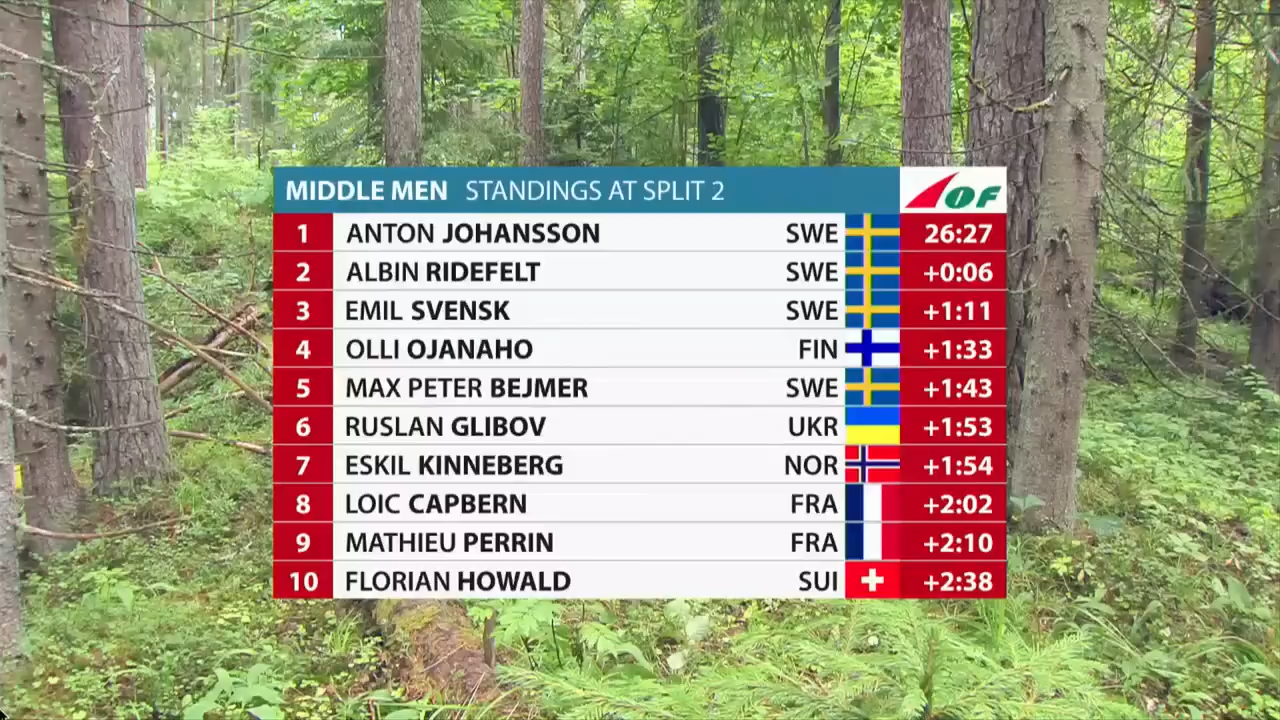 MIDDLE MEN STANDINGS AT SPLIT 2 IOF
1 ANTON JOHANSSON SWE 26:27
2 ALBIN RIDEFELT SWE +0:06
3 EMIL SVENSK SWE +1:11
4 OLLI OJANAHO FIN +1:33
5 MAX PETER BEJMER SWE +1:43
6 RUSLAN GLIBOV UKR +1:53
7 ESKIL KINNEBERG NOR +1:54
8 LOIC CAPBERN FRA +2:02
9 MATHIEU PERRIN FRA +2:10
10 FLORIAN HOWALD SUI +2:38